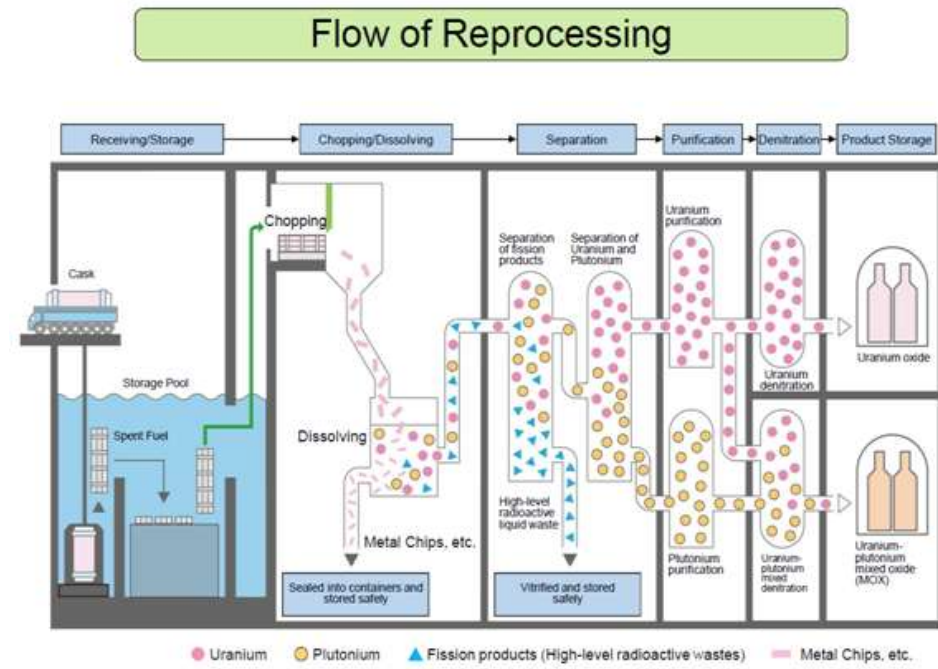 Flow of Reprocessing
Receiving/Storage
Chopping/Dissolving
Separation
Purification
Denitration
Product Storage
Chopping
Cask
Storage Pool
Spent Fuel
Dissolving
Metal Chips, etc.
Sealed into containers and
stored safely
Separation
of fission
products
Separation of
Uranium and
Plutonium
High-level
radioactive
liquid waste
Vitrified and stored
safely
Uranium
purification
Plutonium
purification
Uranium
denitration
Uranium-
plutonium
mixed
denitration
Uranium oxide
Uranium-
plutonium
mixed oxide
(MOX)
Uranium
Plutonium
Fission products (High-level radioactive wastes)
Metal Chips, etc.